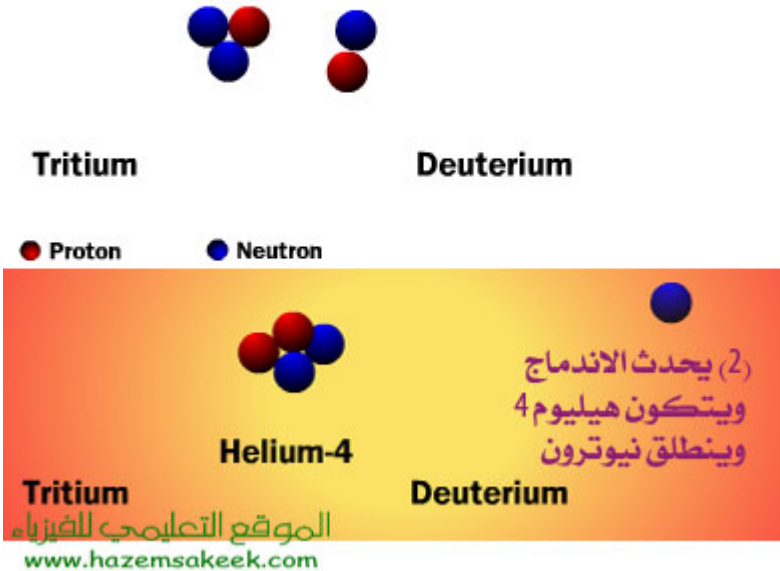 Tritium
Deuterium
Proton
Neutron
(2) يحدث الاندماج
ويتكون هيليوم 4
وينطلق نيوترون
Helium-4
Tritium
Deuterium
الموقع التعليمي للفيزياء
www.hazemsakeek.com